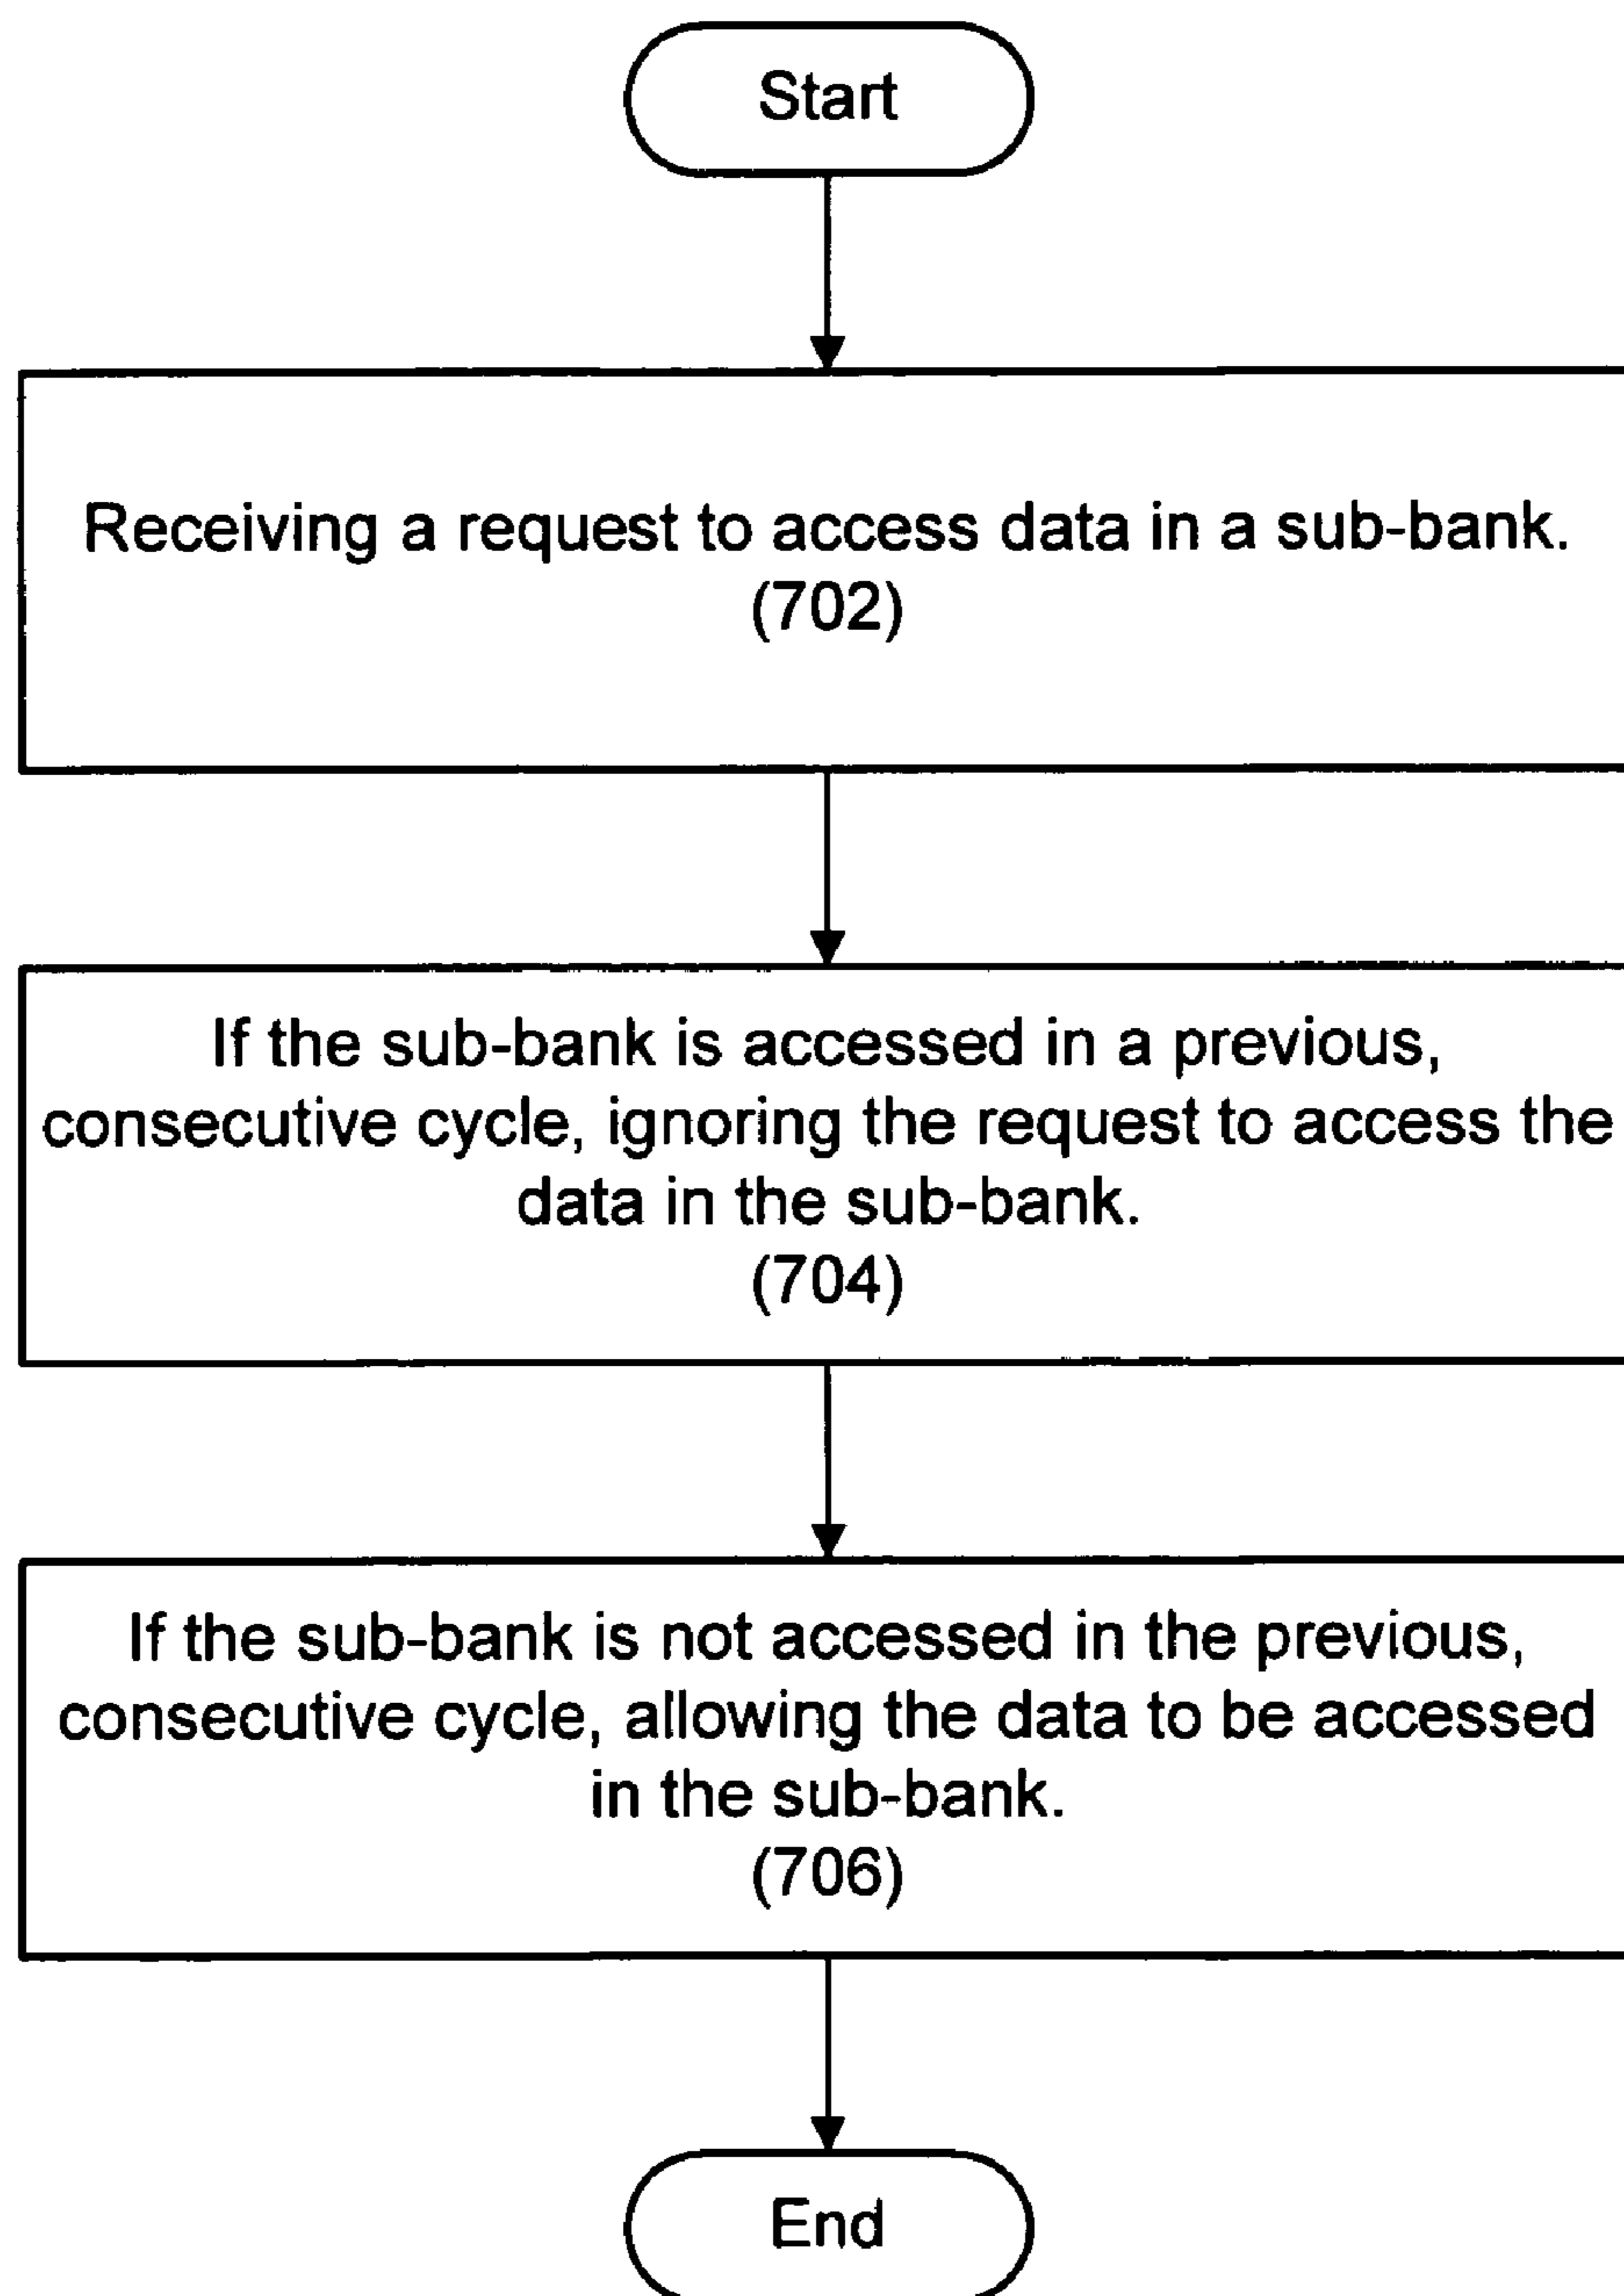 Start
Receiving a request to access data in a sub-bank.
(702)
If the sub-bank is accessed in a previous,
consecutive cycle, ignoring the request to access the
data in the sub-bank.
(704)
If the sub-bank is not accessed in the previous,
consecutive cycle, allowing the data to be accessed
in the sub-bank.
(706)
End